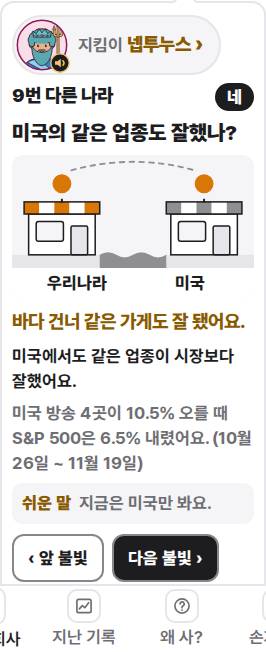 지킴이 넵투뉴스 ›
9번 다른 나라 네
미국의 같은 업종도 잘했나?
우리나라 미국
바다 건너 같은 가게도 잘 됐어요.
미국에서도 같은 업종이 시장보다
잘했어요.
미국 방송 4곳이 10.5% 오를 때
S&P 500은 6.5% 내렸어요. (10월
26일 ~ 11월 19일)
쉬운 말 지금은 미국만 봐요.
‹ 앞 불빛 다음 불빛 ›
회사 지난 기록 왜 사?